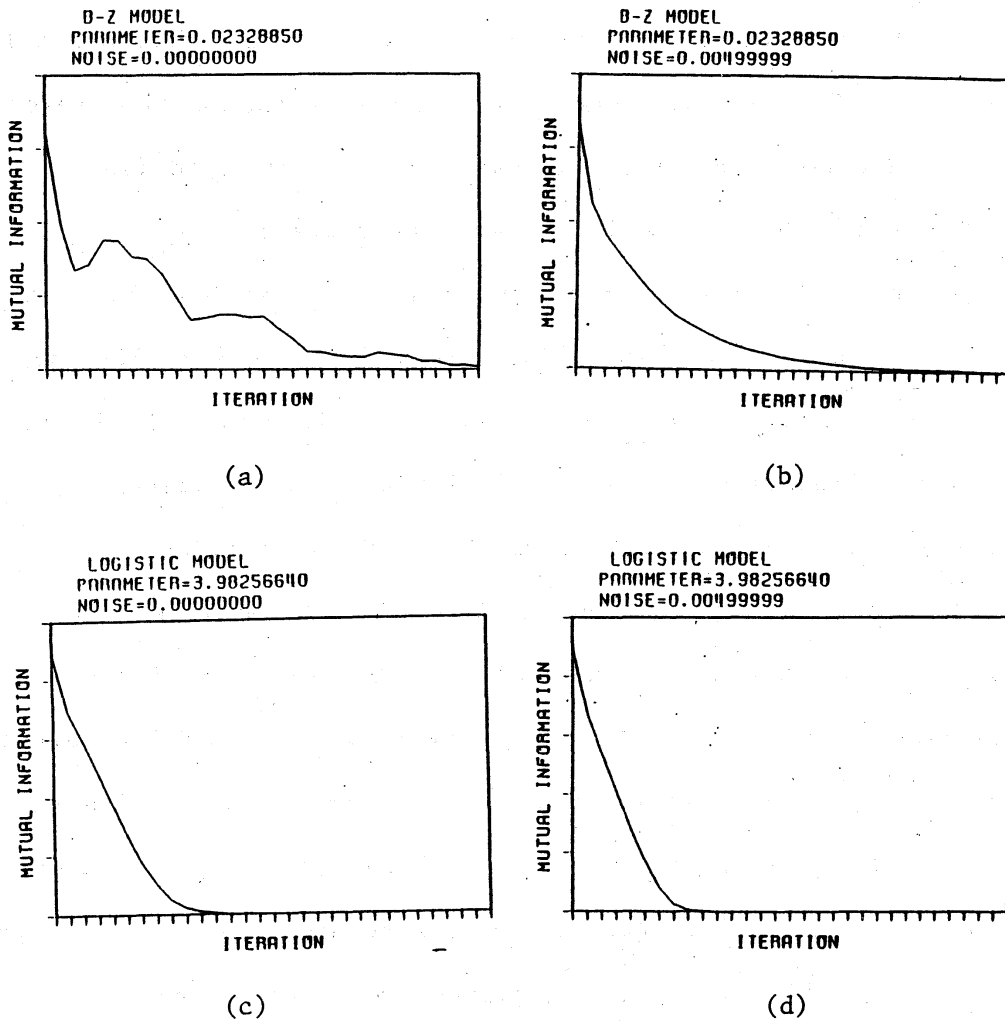 B-Z MODEL
PARAMETER=0.02328850
NOISE=0.00000000
MUTUAL INFORMATION
ITERATION
(a)
B-Z MODEL
PARAMETER=0.02328850
NOISE=0.00499999
MUTUAL INFORMATION
ITERATION
(b)
LOGISTIC MODEL
PARAMETER=3.98256640
NOISE=0.00000000
MUTUAL INFORMATION
ITERATION
(c)
LOGISTIC MODEL
PARAMETER=3.98256640
NOISE=0.00499999
MUTUAL INFORMATION
ITERATION
(d)